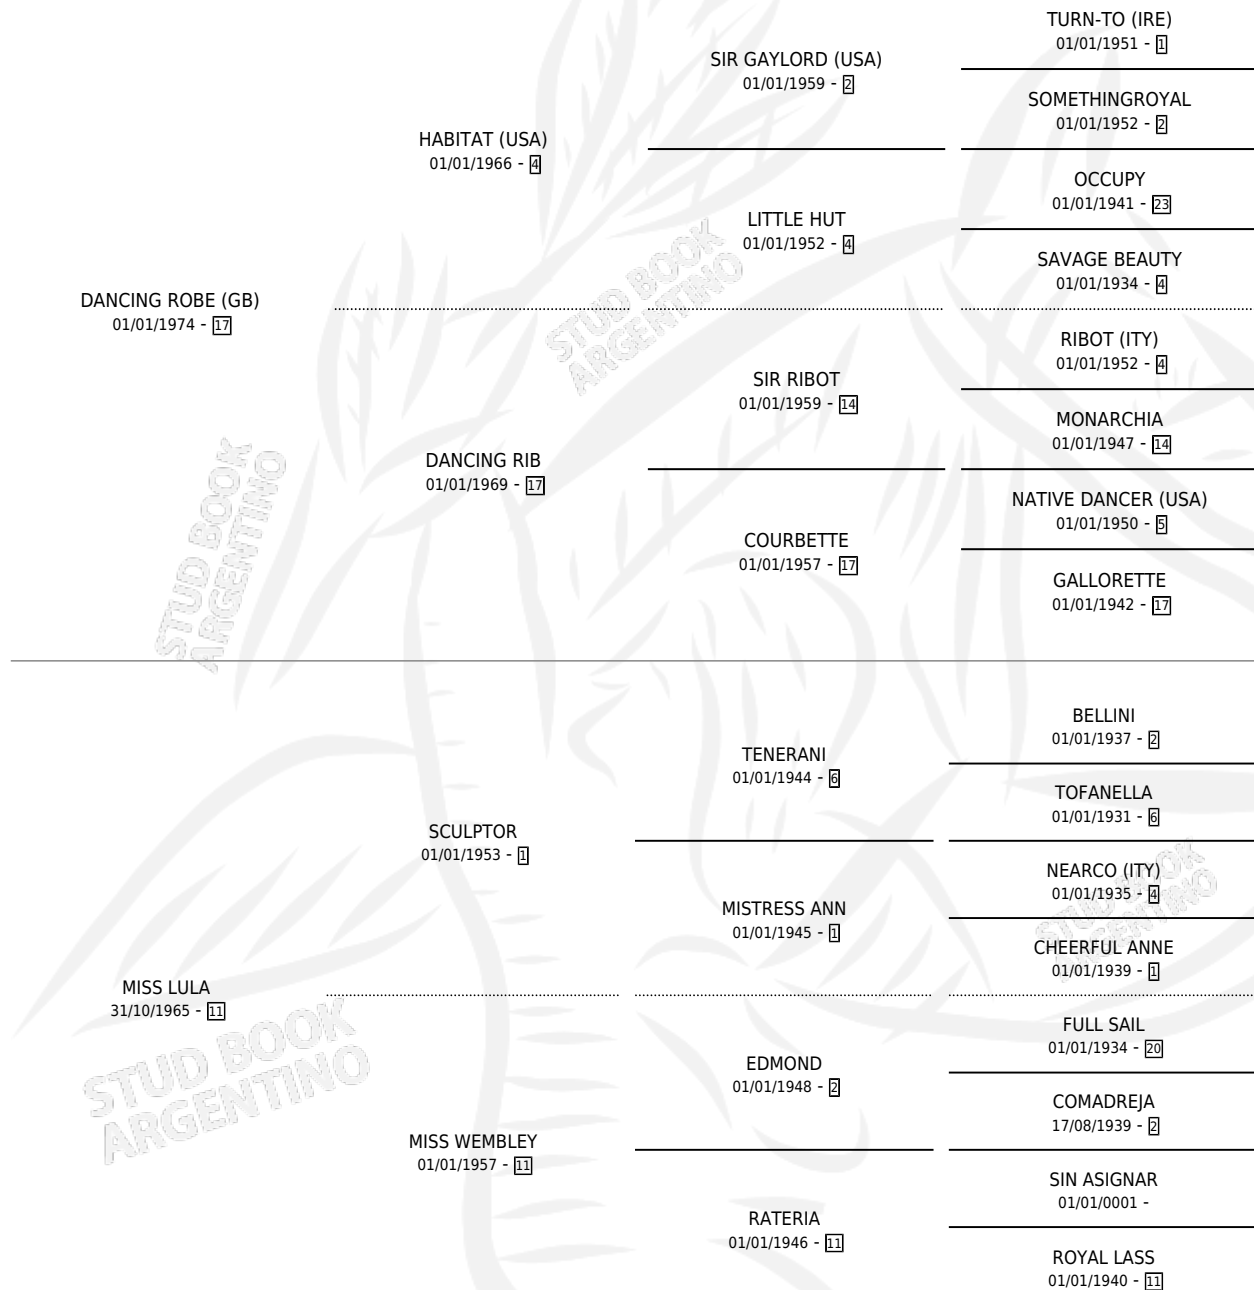 TURN-TO (IRE)
01/01/1951 - 1
SIR GAYLORD (USA)
01/01/1959 - 2
SOMETHINGROYAL
01/01/1952 - 2
HABITAT (USA)
01/01/1966 - 4
OCCUPY
01/01/1941 - 23
LITTLE HUT
01/01/1952 - 4
SAVAGE BEAUTY
01/01/1934 - 4
DANCING ROBE (GB)
01/01/1974 - 17
RIBOT (ITY)
01/01/1952 - 4
SIR RIBOT
01/01/1959 - 14
MONARCHIA
01/01/1947 - 14
DANCING RIB
01/01/1969 - 17
NATIVE DANCER (USA)
01/01/1950 - 5
COURBETTE
01/01/1957 - 17
GALLORETTE
01/01/1942 - 17
BELLINI
01/01/1937 - 2
TENERANI
01/01/1944 - 6
TOFANELLA
01/01/1931 - 6
SCULPTOR
01/01/1953 - 1
NEARCO (ITY)
01/01/1935 - 4
MISTRESS ANN
01/01/1945 - 1
CHEERFUL ANNE
01/01/1939 - 1
MISS LULA
31/10/1965 - 11
FULL SAIL
01/01/1934 - 20
EDMOND
01/01/1948 - 2
COMADREJA
17/08/1939 - 2
MISS WEMBLEY
01/01/1957 - 11
SIN ASIGNAR
01/01/0001 -
RATERIA
01/01/1946 - 11
ROYAL LASS
01/01/1940 - 11
STUD BOOK
ARGENTINO
STUD BOOK
ARGENTINO
STUD BOOK
ARGENTINO
STUD BOOK
ARGENTINO